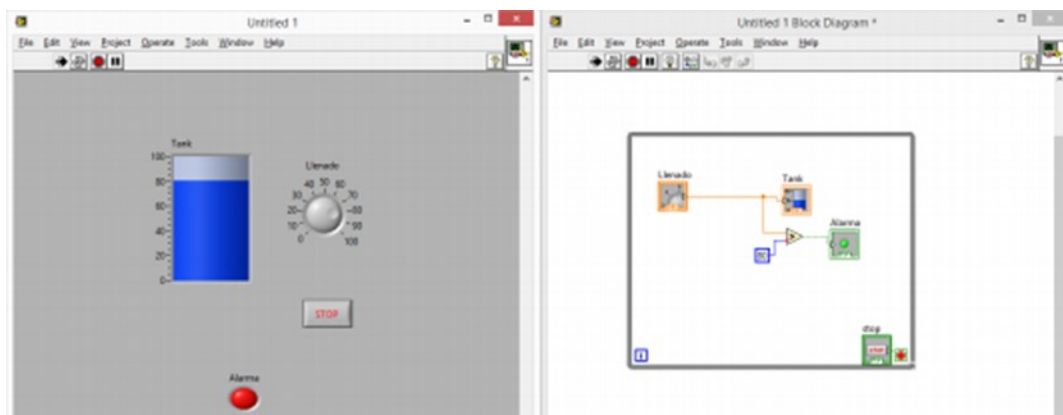 Untitled 1
File Edit View Project Operate Tools Window Help
Tank
100
80
60
40
20
0
Llenado
0 10 20 30 40 50 60 70 80 90 100
STOP
Alarma
Untitled 1 Block Diagram *
File Edit View Project Operate Tools Window Help
Llenado
Tank
Alarma
stop
i